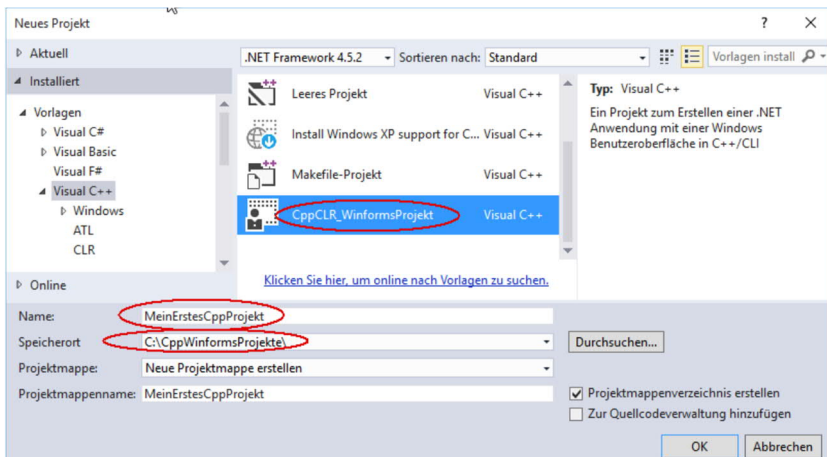 Neues Projekt
Aktuell
.NET Framework 4.5.2
Sortieren nach: Standard
Vorlagen install
Installiert
Vorlagen
Visual C#
Visual Basic
Visual F#
Visual C++
Windows
ATL
CLR
Online
Leeres Projekt Visual C++
Install Windows XP support for C... Visual C++
Makefile-Projekt Visual C++
CppCLR_WinformsProjekt Visual C++
Klicken Sie hier, um online nach Vorlagen zu suchen.
Typ: Visual C++
Ein Projekt zum Erstellen einer .NET
Anwendung mit einer Windows
Benutzeroberfläche in C++/CLI
Name: MeinErstesCppProjekt
Speicherort C:\CppWinformsProjekte\
Durchsuchen...
Projektmappe: Neue Projektmappe erstellen
Projektmappenname: MeinErstesCppProjekt
Projektmappenverzeichnis erstellen
Zur Quellcodeverwaltung hinzufügen
OK Abbrechen